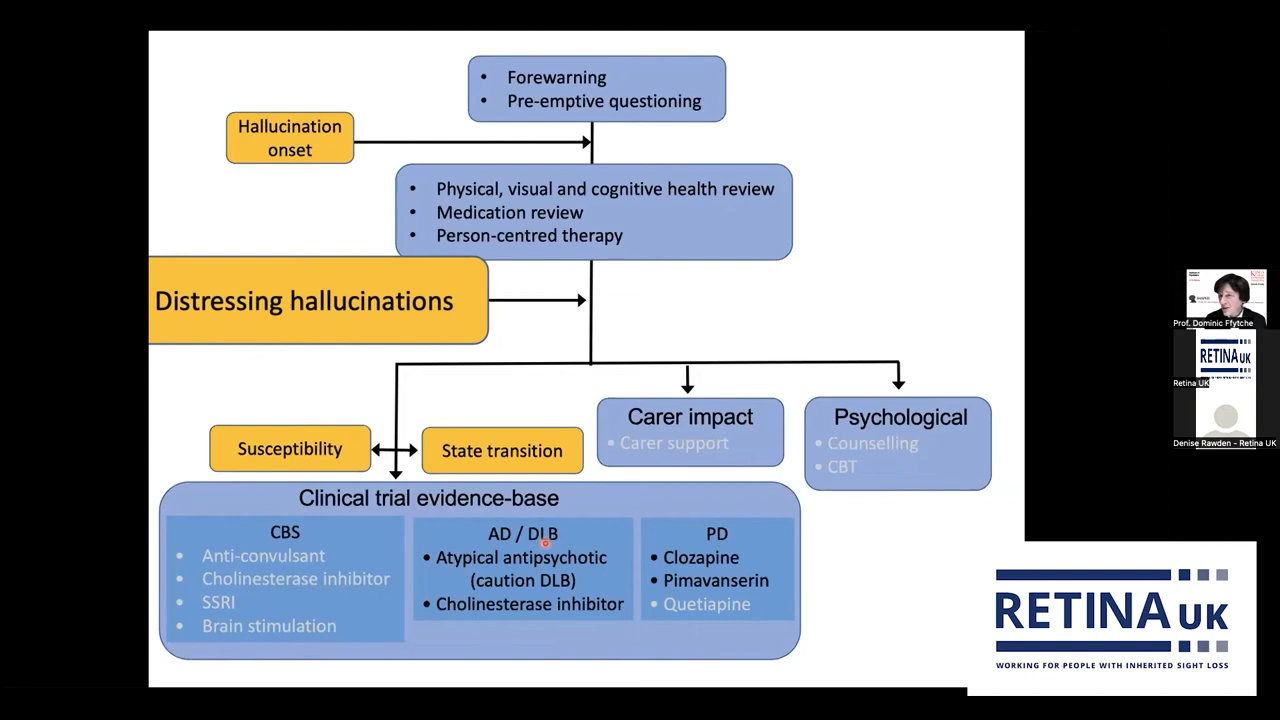 • Forewarning
• Pre-emptive questioning
Hallucination
onset
• Physical, visual and cognitive health review
• Medication review
• Person-centred therapy
Distressing hallucinations
Carer impact
• Carer support
Psychological
• Counselling
• CBT
Susceptibility
State transition
Clinical trial evidence-base
CBS
• Anti-convulsant
• Cholinesterase inhibitor
• SSRI
• Brain stimulation
AD / DLB
• Atypical antipsychotic
(caution DLB)
• Cholinesterase inhibitor
PD
• Clozapine
• Pimavanserin
• Quetiapine
Prof. Dominic Ffytche
RETINA UK
Retina UK
Denise Rawden - Retina UK
RETINA UK
WORKING FOR PEOPLE WITH INHERITED SIGHT LOSS